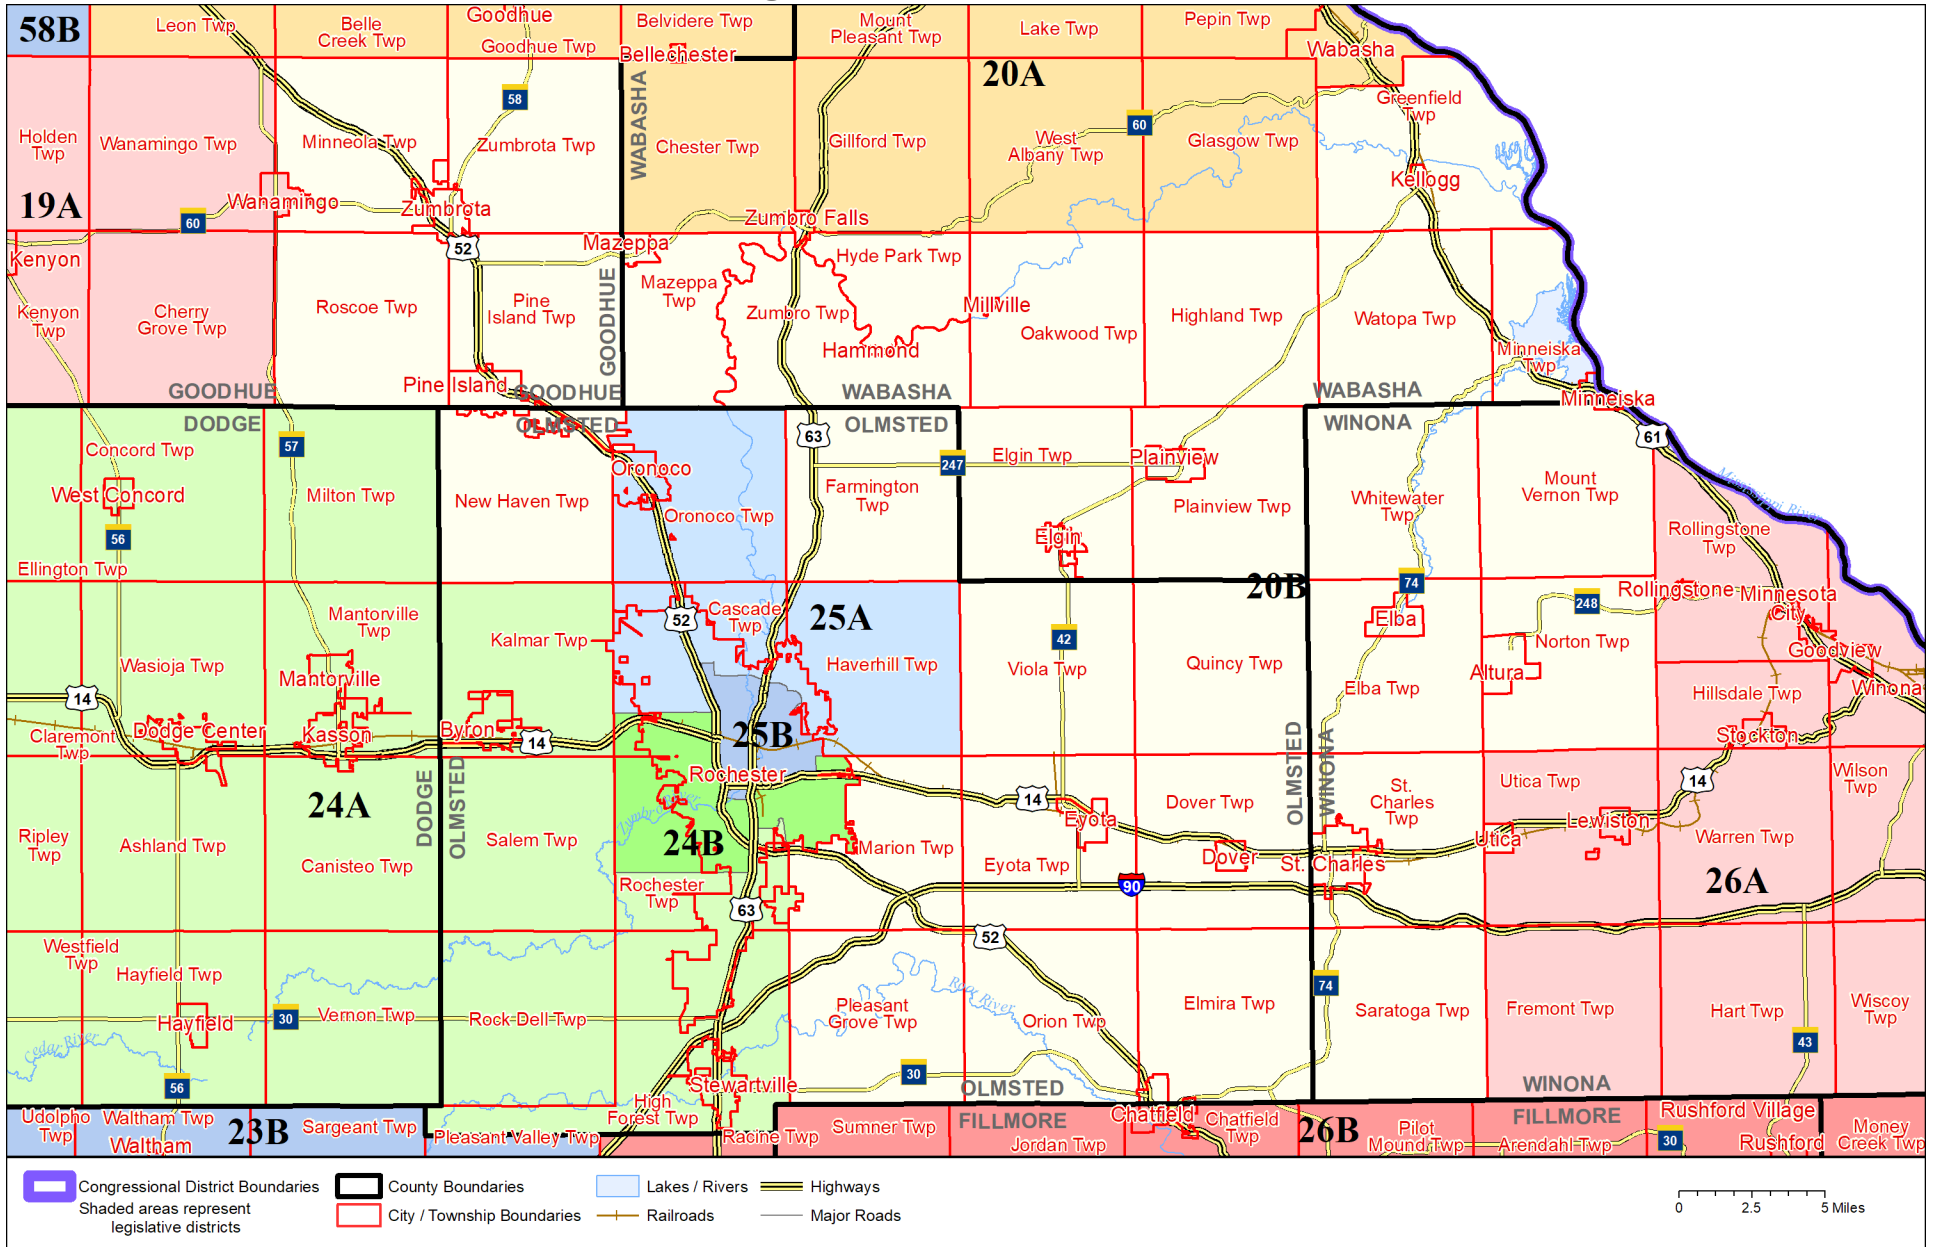 58B
Leon Twp
Belle
Creek Twp
Goodhue
Goodhue Twp
Belvidere Twp
Bellechester
Mount
Pleasant Twp
Lake Twp
Pepin Twp
Wabasha
20A
58
WABASHA
60
Greenfield
Twp
Holden
Twp
Wanamingo Twp
Minneola Twp
Zumbrota Twp
Chester Twp
Gillford Twp
West
Albany Twp
Glasgow Twp
Kellogg
19A
Wanamingo
60
Zumbrota
Zumbro Falls
52
Mazeppa
Hyde Park Twp
Kenyon
Kenyon
Twp
Cherry
Grove Twp
Roscoe Twp
Pine
Island Twp
GOODHUE
Mazeppa
Twp
Zumbro Twp
Millville
Oakwood Twp
Highland Twp
Watopa Twp
Hammond
Minneiska
Twp
Pine Island
GOODHUE
GOODHUE
WABASHA
WABASHA
Minneiska
DODGE
OLMSTED
OLMSTED
WINONA
Concord Twp
57
63
61
Oronoco
247
Elgin Twp
Plainview
Mississippi River
West Concord
Milton Twp
New Haven Twp
Oronoco Twp
Farmington
Twp
Plainview Twp
Whitewater
Twp
Mount
Vernon Twp
56
Elgin
Rollingstone
Twp
Ellington Twp
20B
74
Rollingstone
Minnesota
City
Mantorville
Twp
Kalmar Twp
52
Cascade
Twp
25A
42
Elba
248
Norton Twp
Goodview
Wasioja Twp
Mantorville
Haverhill Twp
Viola Twp
Quincy Twp
Elba Twp
Altura
Hillsdale Twp
Winona
14
Claremont
Twp
Dodge Center
Kasson
Byron
14
25B
OLMSTED
WINONA
Stockton
DODGE
OLMSTED
Rochester
14
14
Utica Twp
Wilson
Twp
24A
Zumbro River
Dover Twp
St.
Charles
Twp
Eyota
Lewiston
Ripley
Twp
Ashland Twp
Canisteo Twp
Salem Twp
24B
Marion Twp
Eyota Twp
Dover
St. Charles
Utica
Warren Twp
Rochester
Twp
90
26A
63
52
Westfield
Twp
Hayfield Twp
74
Root River
Hayfield
30
Vernon Twp
Rock Dell Twp
Pleasant
Grove Twp
Orion Twp
Elmira Twp
Saratoga Twp
Fremont Twp
Hart Twp
Wiscoy
Twp
Cedar River
43
56
Stewartville
30
OLMSTED
WINONA
Udolpho
Twp
Waltham Twp
Waltham
23B
Sargeant Twp
Pleasant Valley Twp
High
Forest Twp
Racine Twp
Sumner Twp
FILLMORE
Jordan Twp
Chatfield
Chatfield
Twp
26B
Pilot
Mound Twp
FILLMORE
Arendahl Twp
Rushford Village
30
Rushford
Money
Creek Twp
Congressional District Boundaries
Shaded areas represent
legislative districts
County Boundaries
City / Township Boundaries
Lakes / Rivers
Railroads
Highways
Major Roads
0 2.5 5 Miles